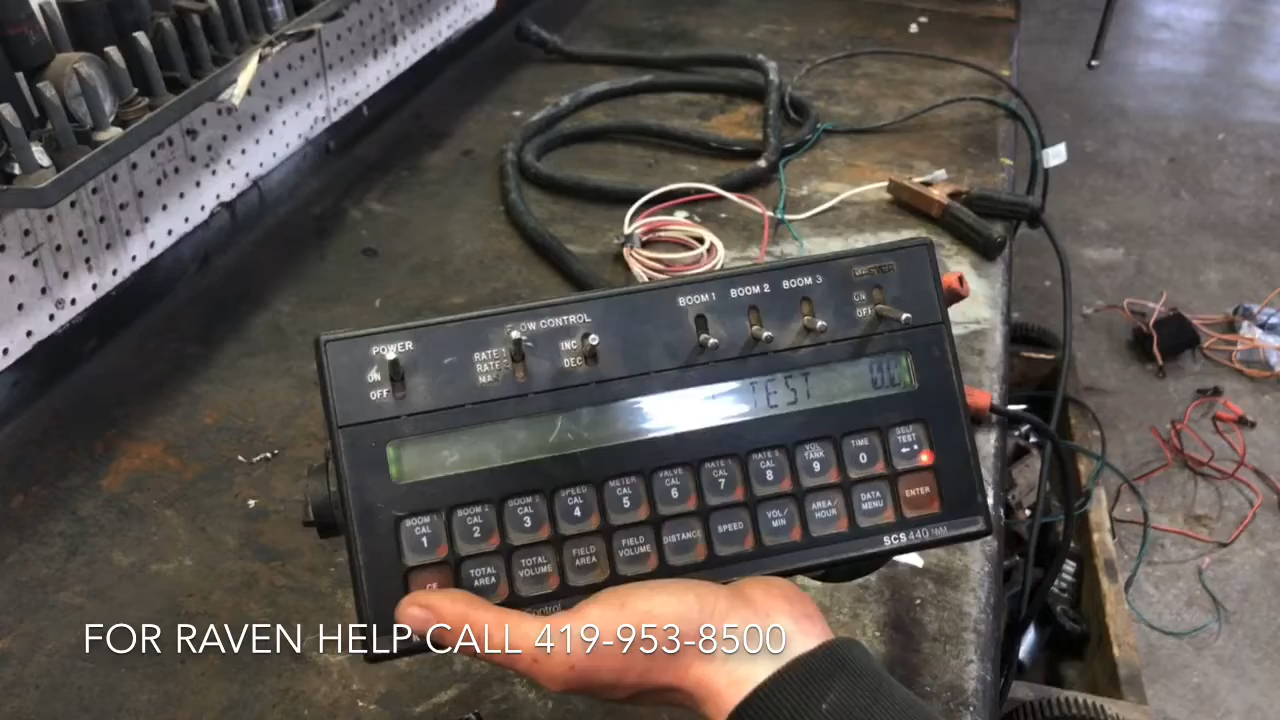 MASTER
BOOM 1 BOOM 2 BOOM 3
ON
OFF
FLOW CONTROL
POWER
ON
OFF
RATE 1
RATE 2
MAN
INC
DEC
TEST 0.0
BOOM 1 CAL 1
BOOM 2 CAL 2
BOOM 3 CAL 3
SPEED CAL 4
METER CAL 5
VALVE CAL 6
RATE 1 CAL 7
RATE 2 CAL 8
VOL TANK 9
TIME 0
SELF TEST
CE
TOTAL AREA
TOTAL VOLUME
FIELD AREA
FIELD VOLUME
DISTANCE
SPEED
VOL/ MIN
AREA/ HOUR
DATA MENU
ENTER
SCS 440
FOR RAVEN HELP CALL 419-953-8500